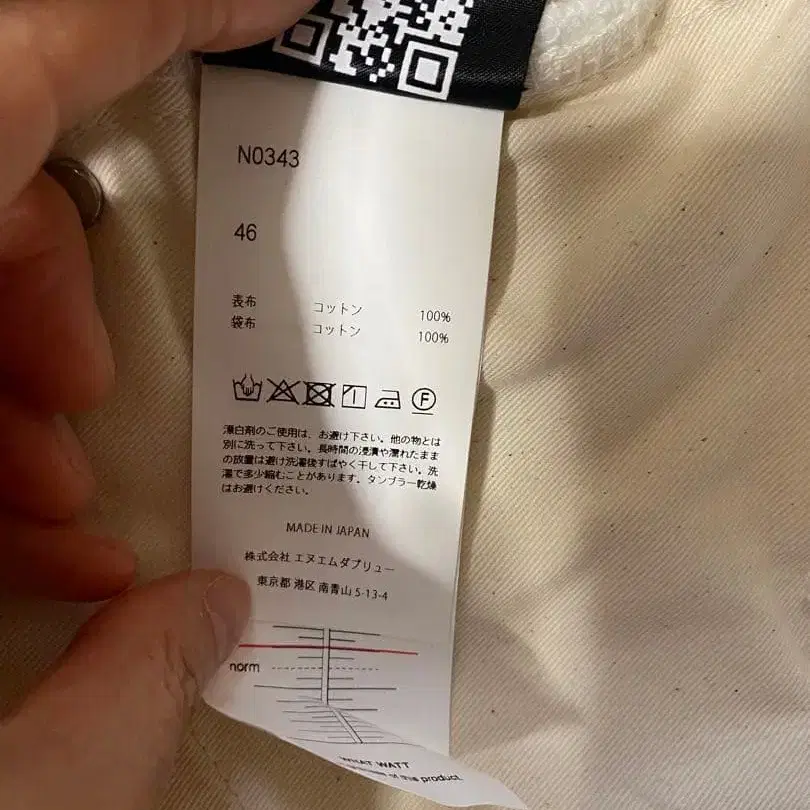 N0343
46
表布 コットン 100%
袋布 コットン 100%
F
漂白剤のご使用は、お避け下さい。他の物とは
別に洗って下さい。長時間の浸漬や濡れたまま
の放置は避け洗濯後すばやく干して下さい。洗
濯で多少縮むことがあります。タンブラー乾燥
はお避けください。
MADE IN JAPAN
株式会社 エヌエムダブリュー
東京都 港区 南青山 5-13-4
norm
WHAT WATT
of this product.